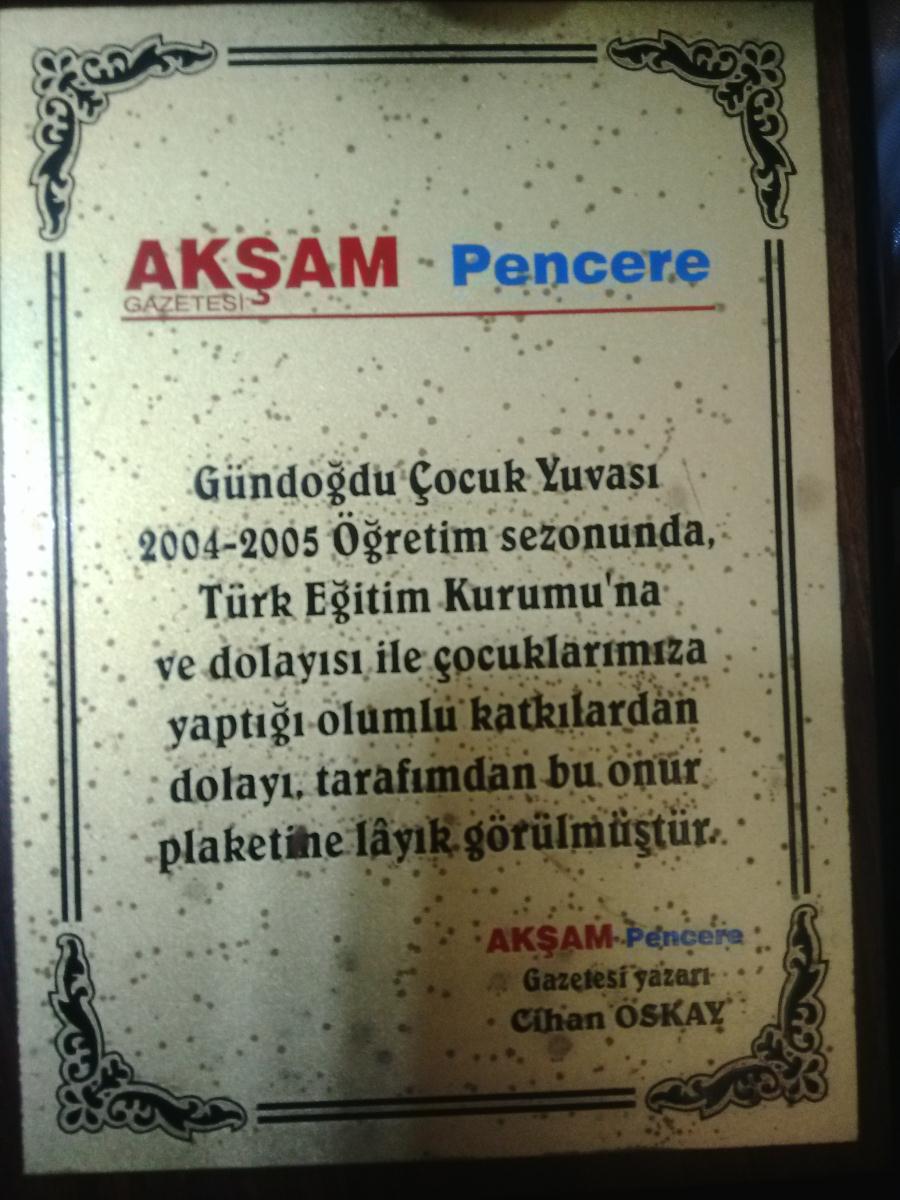 AKŞAM Pencere
GAZETESİ
Gündoğdu Çocuk Yuvası
2004-2005 Öğretim sezonunda,
Türk Eğitim Kurumu'na
ve dolayısı ile çocuklarımıza
yaptığı olumlu katkılardan
dolayı, tarafımdan bu onur
plaketine lâyık görülmüştür.
AKŞAM Pencere
Gazetesi yazarı
Cihan OSKAY